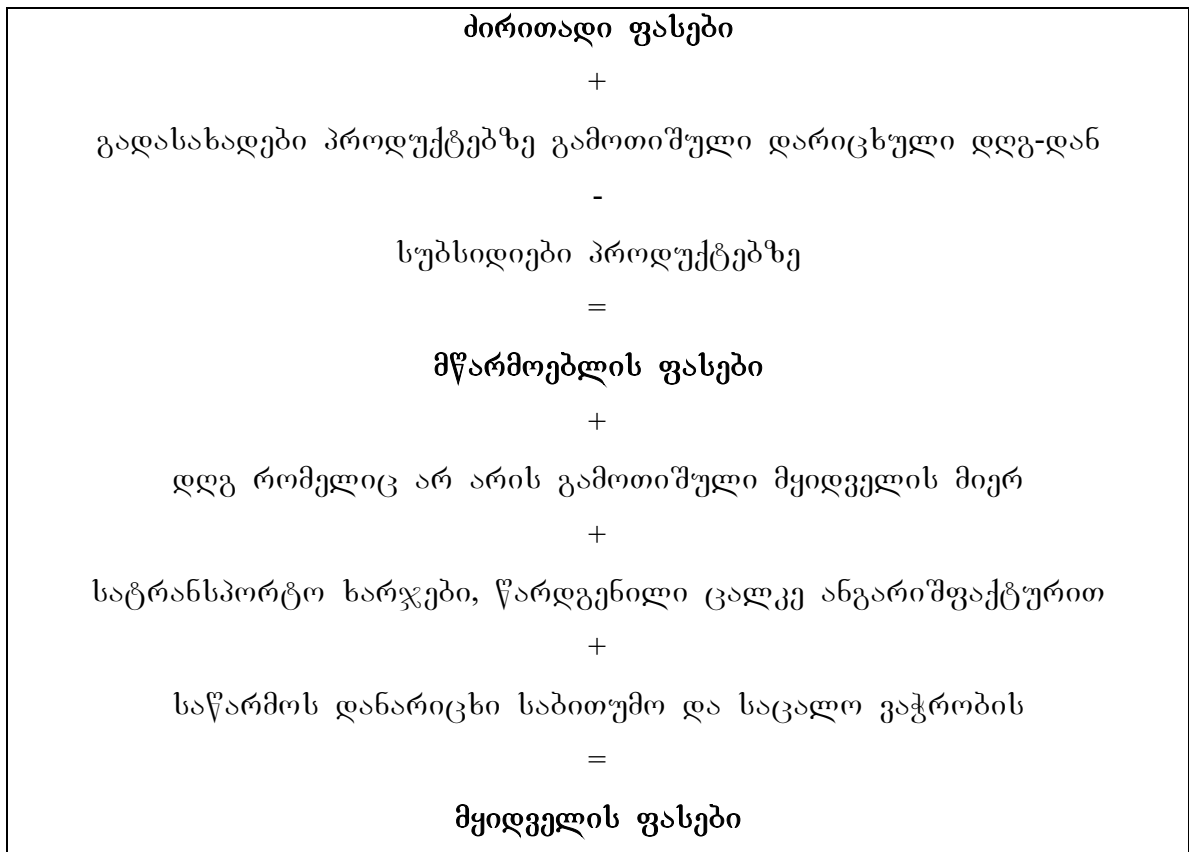 ძირითადი ფასები
+
გადასახადები პროდუქტებზე გამოთიშული დარიცხული დღგ-დან
-
სუბსიდიები პროდუქტებზე
=
მწარმოებლის ფასები
+
დღგ რომელიც არ არის გამოთიშული მყიდველის მიერ
+
სატრანსპორტო ხარჯები, წარდგენილი ცალკე ანგარიშფაქტურით
+
საწარმოს დანარიცხი საბითუმო და საცალო ვაჭრობის
=
მყიდველის ფასები